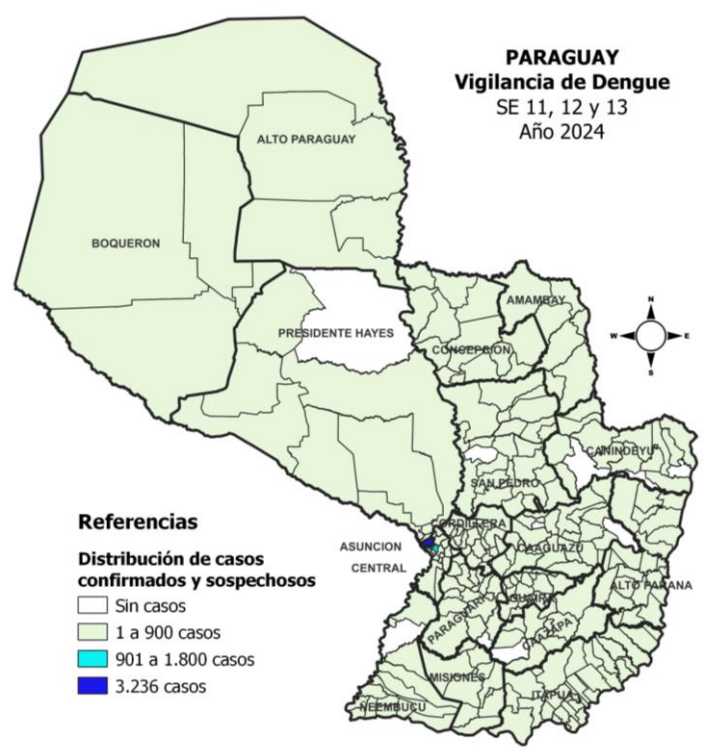 PARAGUAY
Vigilancia de Dengue
SE 11, 12 y 13
Año 2024
ALTO PARAGUAY
BOQUERON
N
W
E
S
AMAMBAY
PRESIDENTE HAYES
CONCEPCION
CANINDEYU
SAN PEDRO
CORDILLERA
ASUNCION
CAAGUAZU
CENTRAL
ALTO PARANA
GUAIRA
PARAGUARI
CAAZAPA
MISIONES
ITAPUA
ÑEEMBUCU
Referencias
Distribución de casos
confirmados y sospechosos
Sin casos
1 a 900 casos
901 a 1.800 casos
3.236 casos